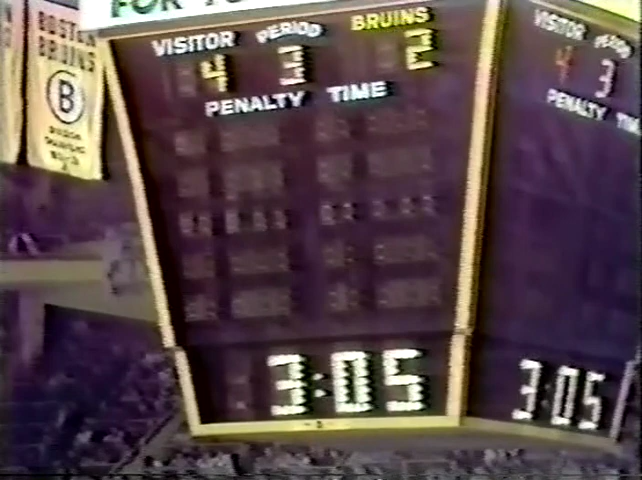 FOR
BOSTON
BRUINS
B
VISITOR PERIOD BRUINS
4 3 2
PENALTY TIME
3:05
VISITOR PERIOD
4 3
PENALTY
3:05